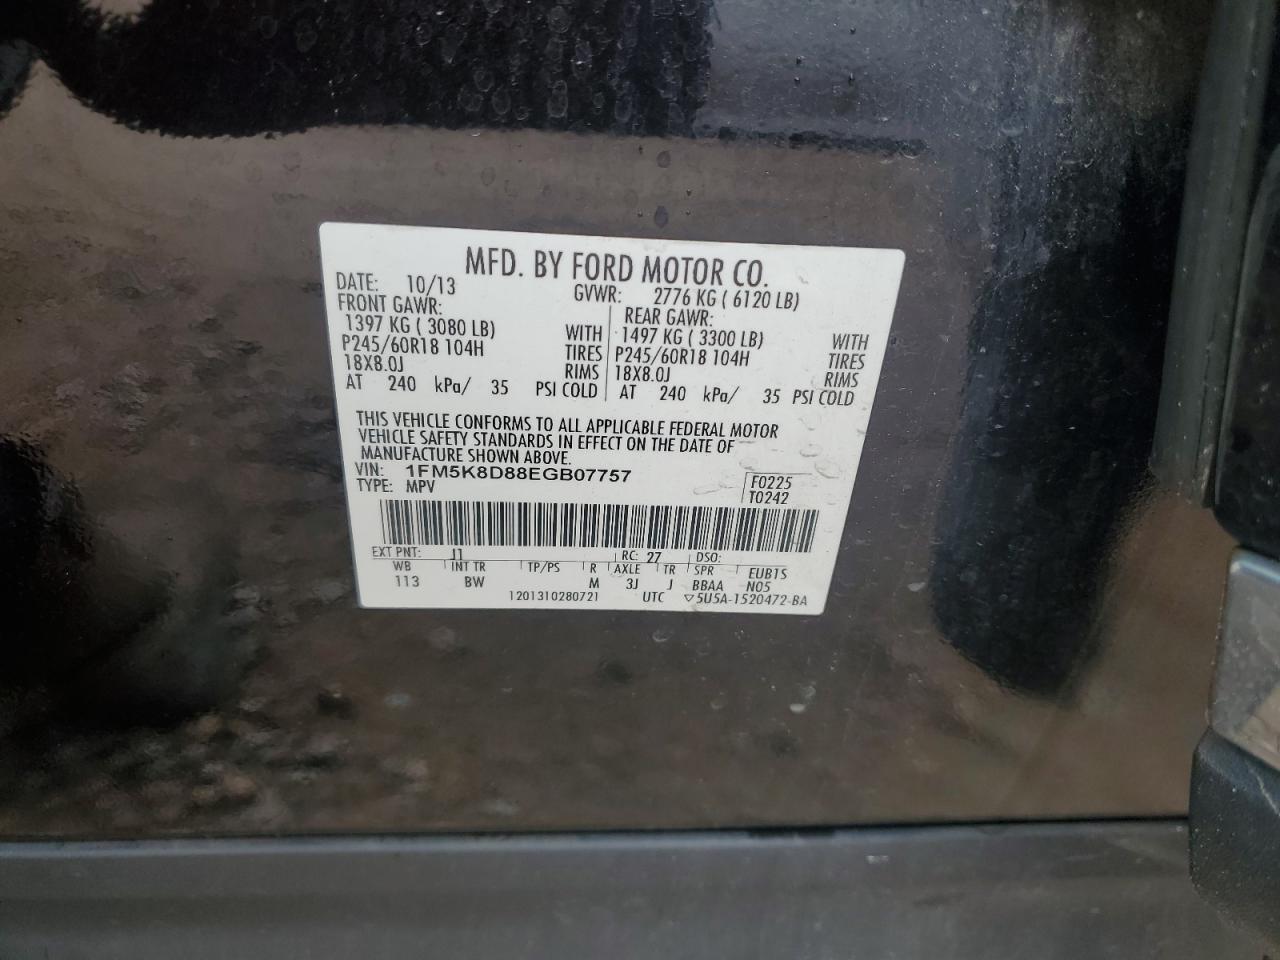 MFD. BY FORD MOTOR CO.
DATE: 10/13 GVWR: 2776 KG ( 6120 LB)
FRONT GAWR: REAR GAWR:
1397 KG ( 3080 LB) WITH 1497 KG ( 3300 LB) WITH
P245/60R18 104H TIRES P245/60R18 104H TIRES
18X8.0J RIMS 18X8.0J RIMS
AT 240 kPa/ 35 PSI COLD AT 240 kPa/ 35 PSI COLD
THIS VEHICLE CONFORMS TO ALL APPLICABLE FEDERAL MOTOR
VEHICLE SAFETY STANDARDS IN EFFECT ON THE DATE OF
MANUFACTURE SHOWN ABOVE.
VIN: 1FM5K8D88EGB07757 F0225
TYPE: MPV T0242
EXT PNT: J1 RC: 27 DSO:
WB INT TR TP/PS R AXLE TR SPR EUB1S
113 BW M 3J J BBAA N05
1201310280721 UTC ▽5U5A-1520472-BA